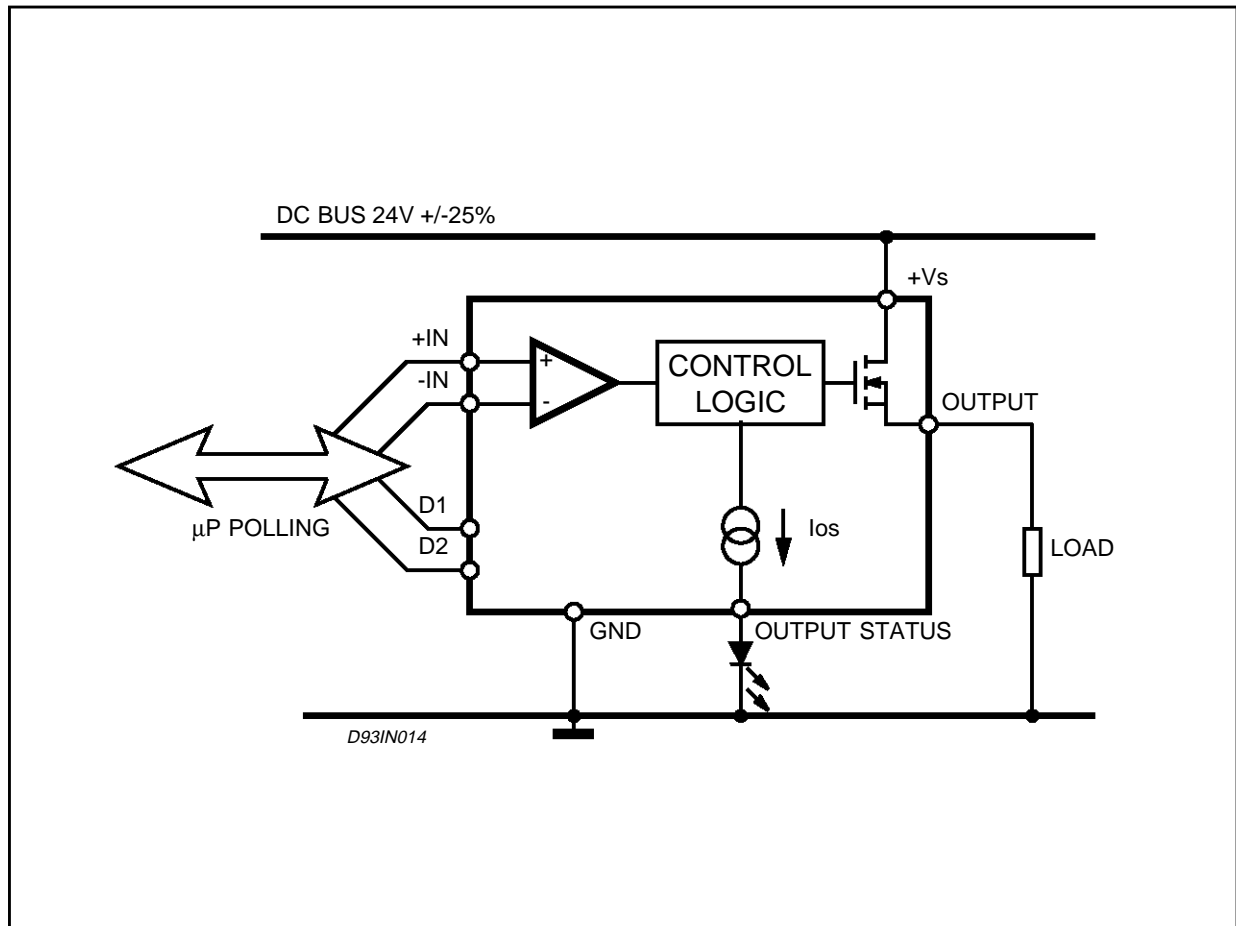 DC BUS 24V +/-25%
+Vs
+IN
-IN
+
-
CONTROL
LOGIC
OUTPUT
D1
D2
µP POLLING
Ios
LOAD
GND
OUTPUT STATUS
D93IN014